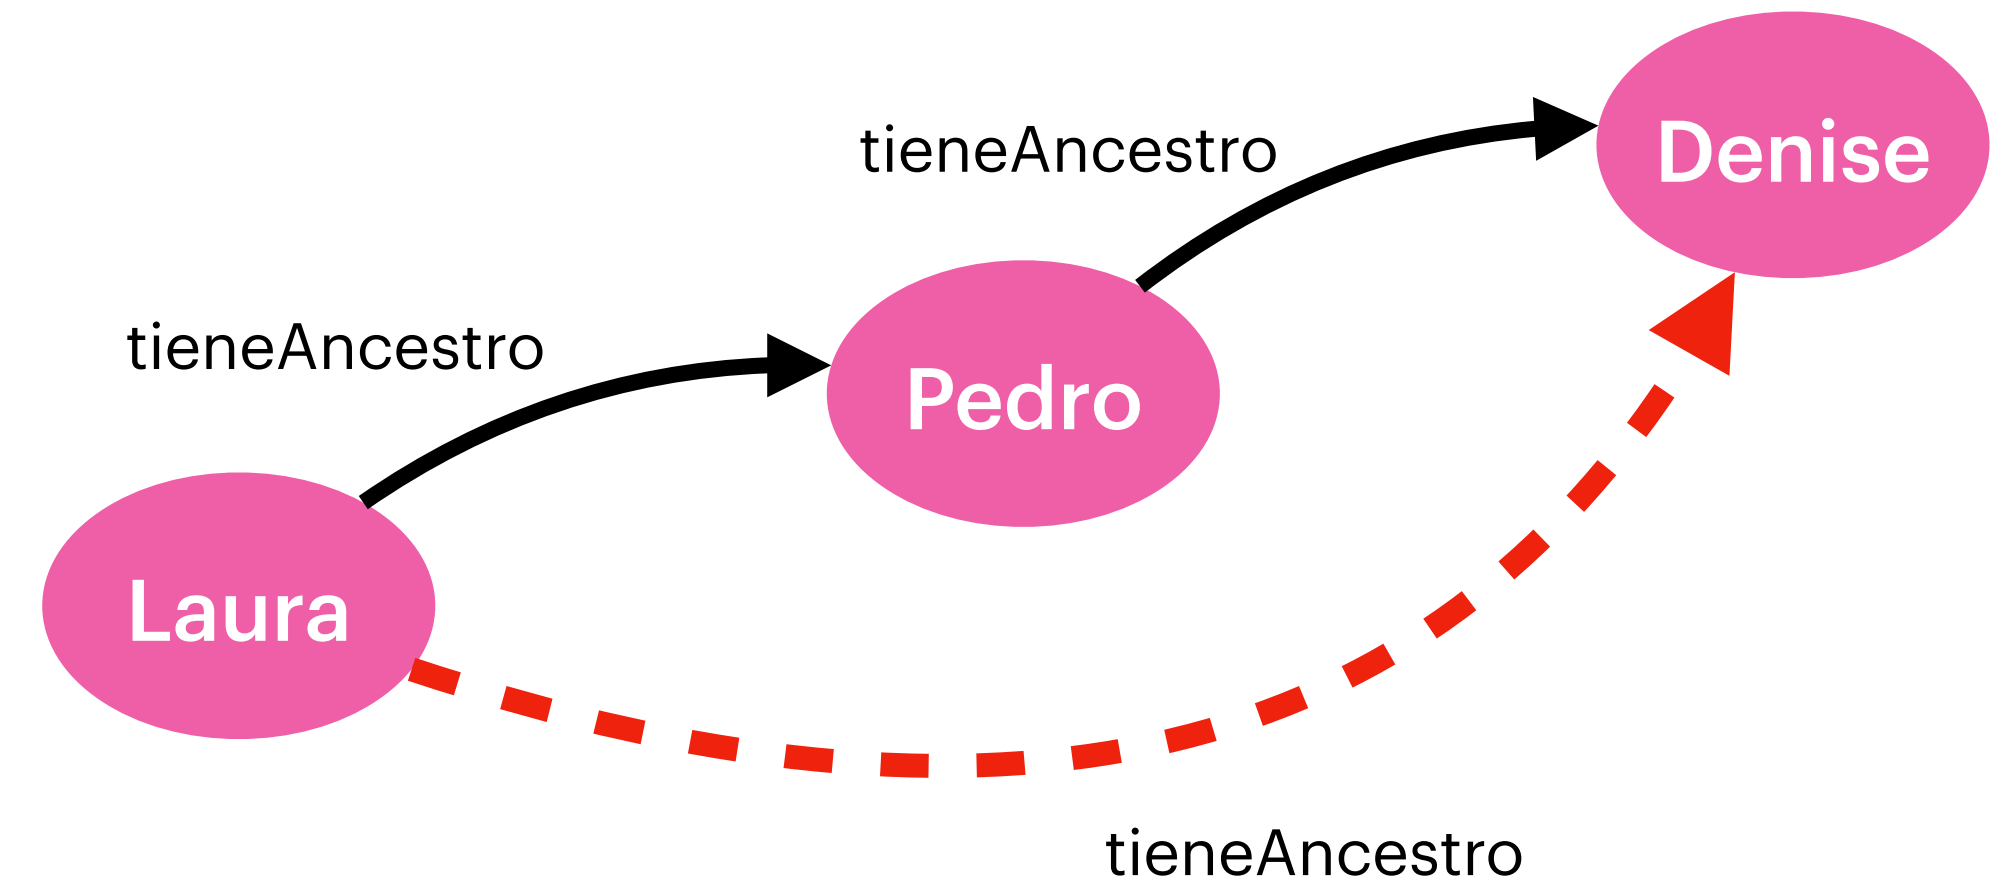 tieneAncestro
Denise
tieneAncestro
Pedro
Laura
tieneAncestro